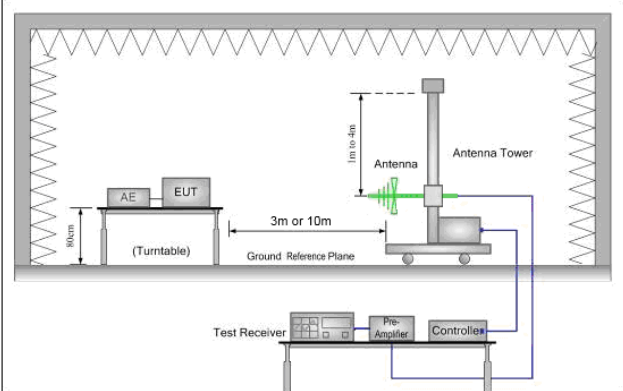 1m to 4m
Antenna
Antenna Tower
AE
EUT
3m or 10m
80cm
(Turntable)
Ground Reference Plane
Test Receiver
Pre-
Amplifier
Controller